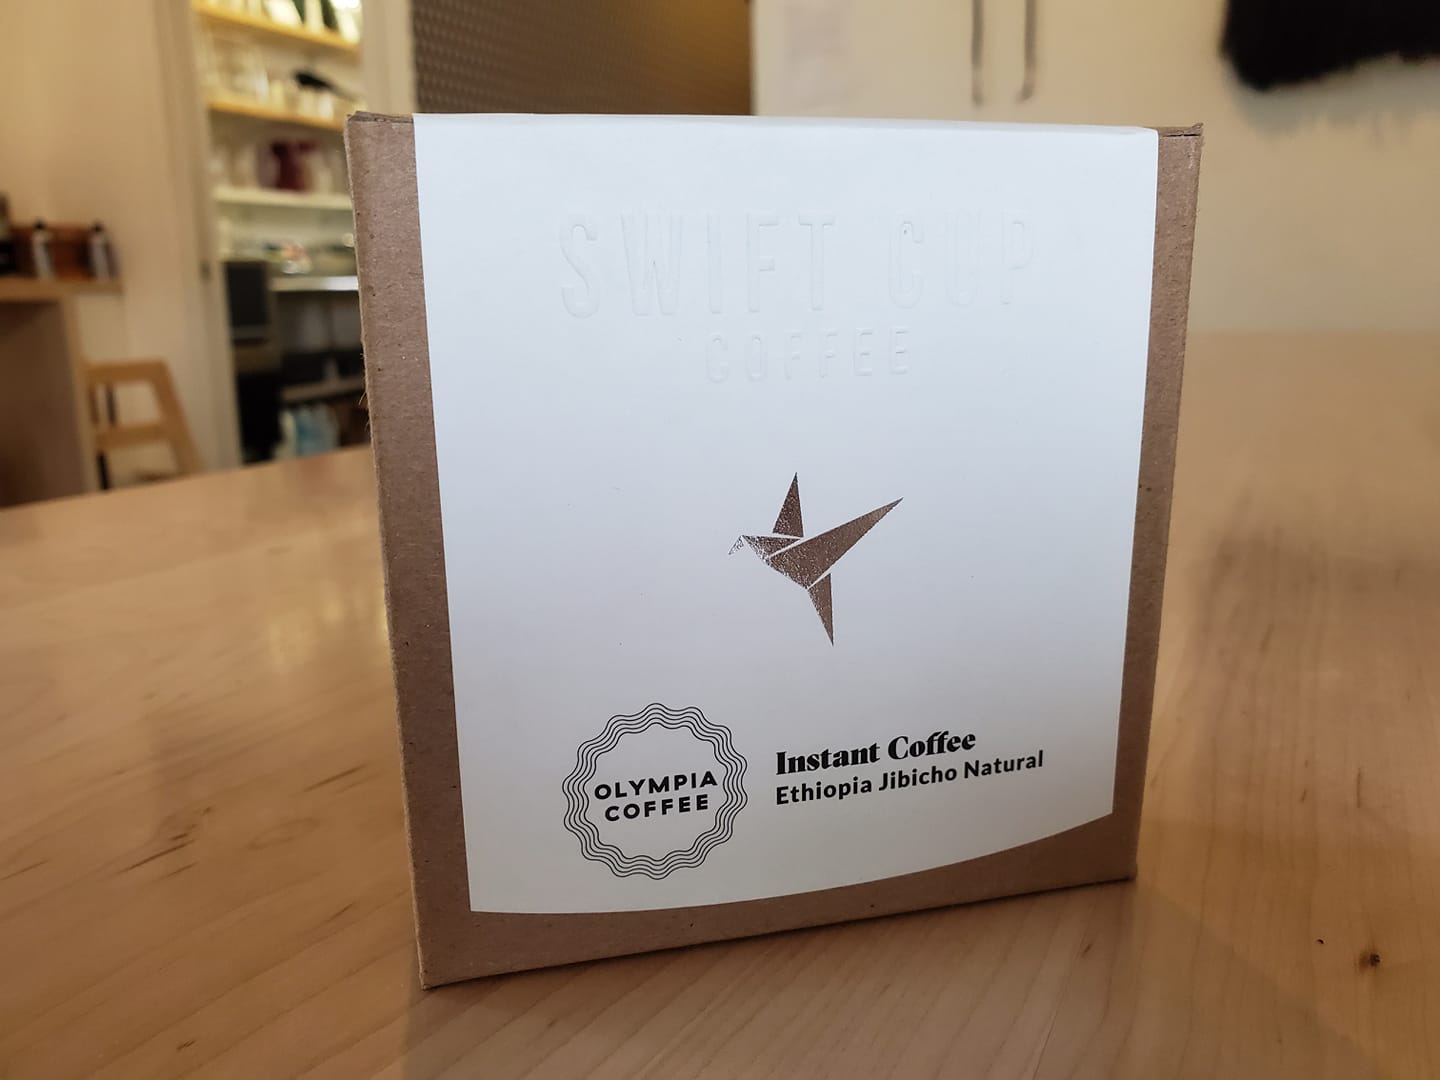 SWIFT CUP
COFFEE
OLYMPIA
COFFEE
Instant Coffee
Ethiopia Jibicho Natural